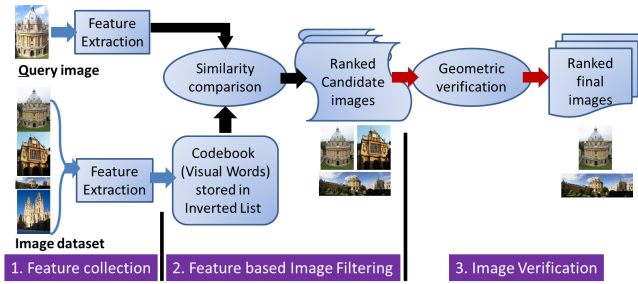 Feature
Extraction
Query image
Similarity
comparison
Ranked
Candidate
images
Geometric
verification
Ranked
final
images
Feature
Extraction
Codebook
(Visual Words)
stored in
Inverted List
Image dataset
1. Feature collection
2. Feature based Image Filtering
3. Image Verification